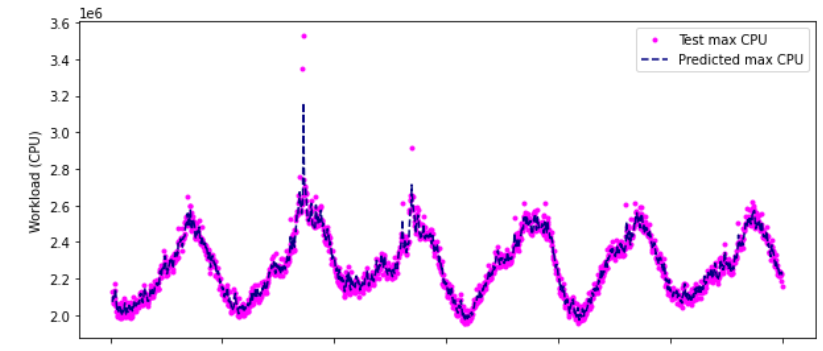 1e6
3.6
3.4
3.2
3.0
2.8
2.6
2.4
2.2
2.0
Workload (CPU)
Test max CPU
Predicted max CPU